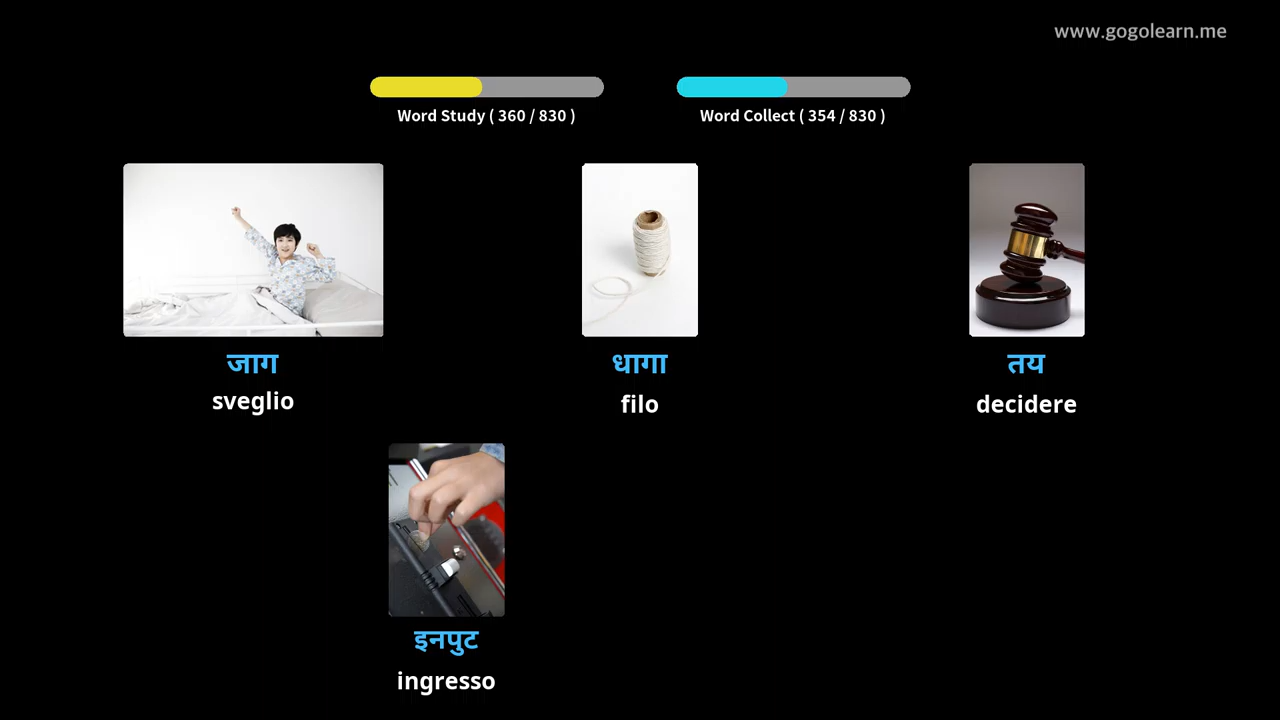 www.gogolearn.me
Word Study ( 360 / 830 )
Word Collect ( 354 / 830 )
जाग
sveglio
धागा
filo
तय
decidere
इनपुट
ingresso